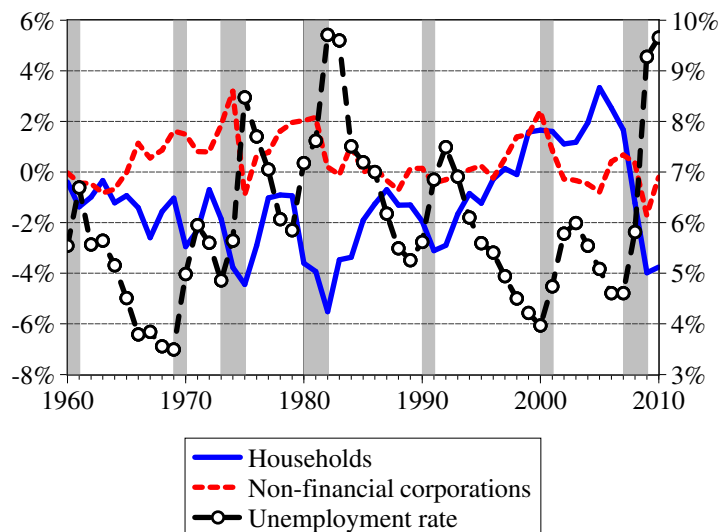 6% 10%
4% 9%
2% 8%
0% 7%
-2% 6%
-4% 5%
-6% 4%
-8% 3%
1960 1970 1980 1990 2000 2010
Households
Non-financial corporations
Unemployment rate